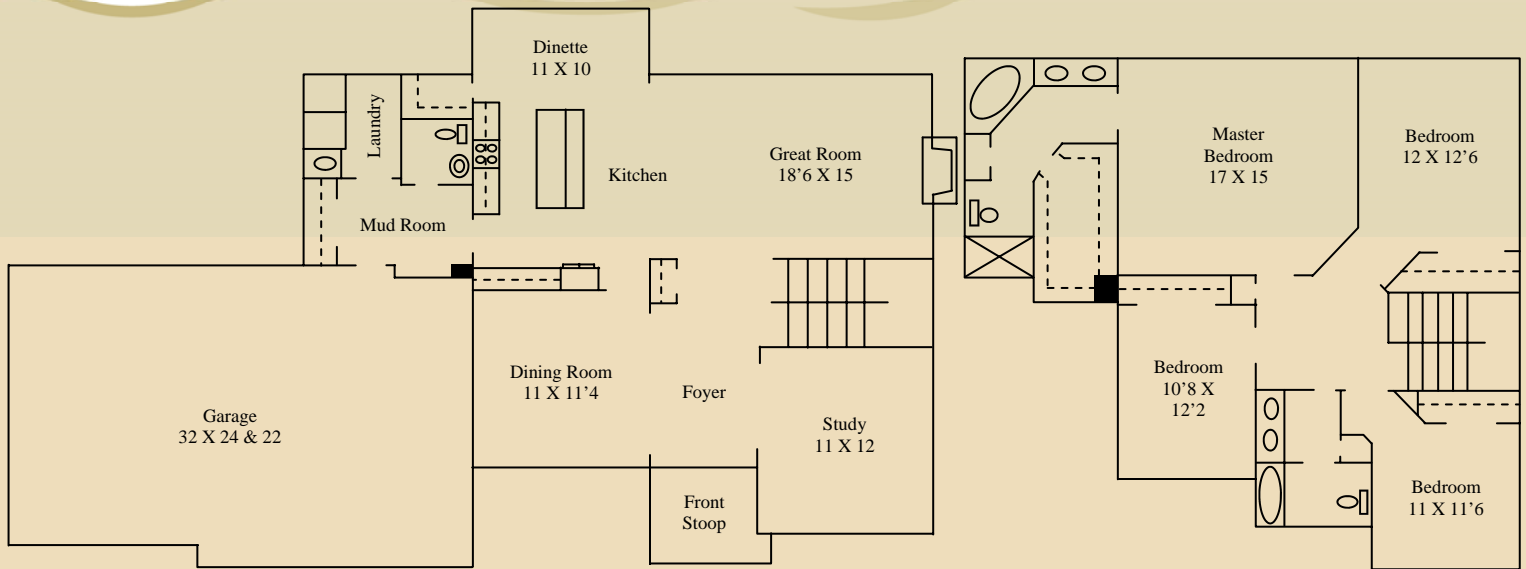 Dinette
11 X 10
Laundry
Great Room
18’6 X 15
Kitchen
Mud Room
Dining Room
11 X 11’4
Foyer
Garage
32 X 24 & 22
Study
11 X 12
Front
Stoop
Master
Bedroom
17 X 15
Bedroom
12 X 12’6
Bedroom
10’8 X
12’2
Bedroom
11 X 11’6